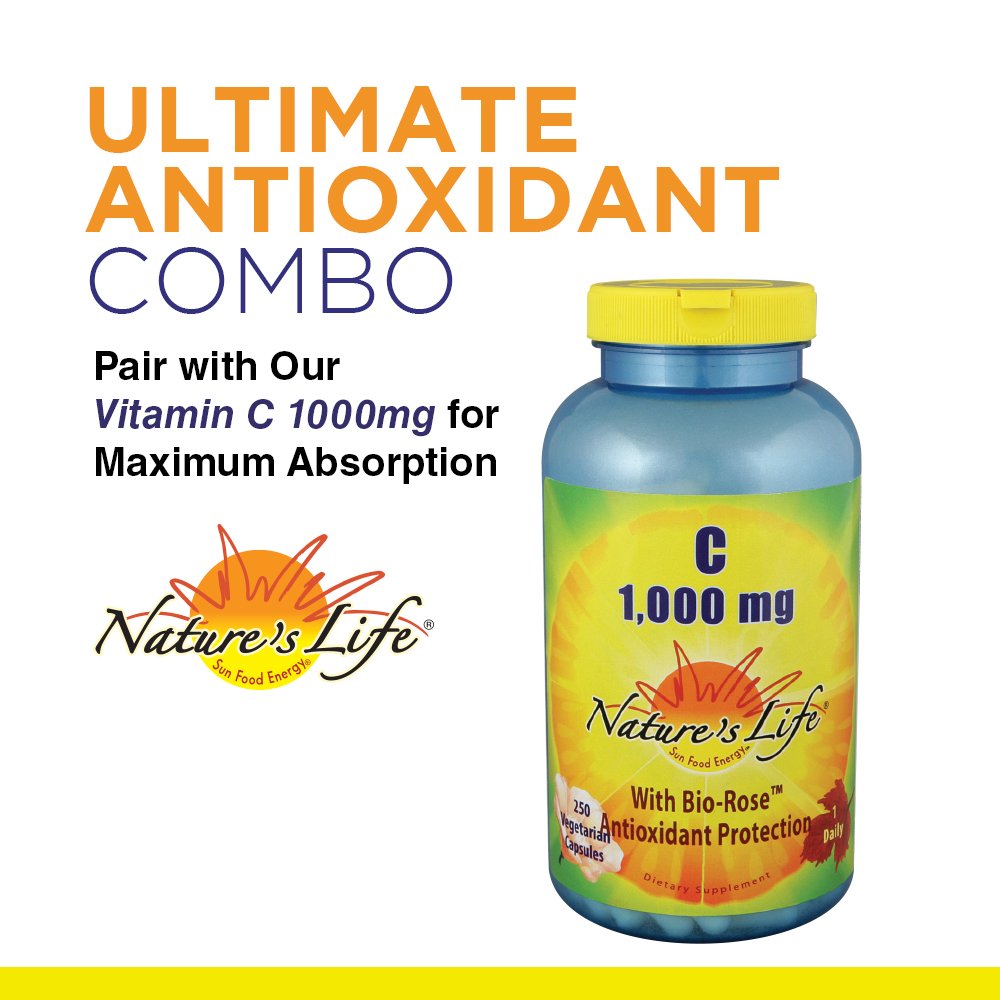 ULTIMATE
ANTIOXIDANT
COMBO
Pair with Our
Vitamin C 1000mg for
Maximum Absorption
Nature's Life®
Sun Food Energy®
C
1,000 mg
Nature's Life®
Sun Food Energy™
With Bio-Rose™
Antioxidant Protection
250
Vegetarian
Capsules
1
Daily
Dietary Supplement